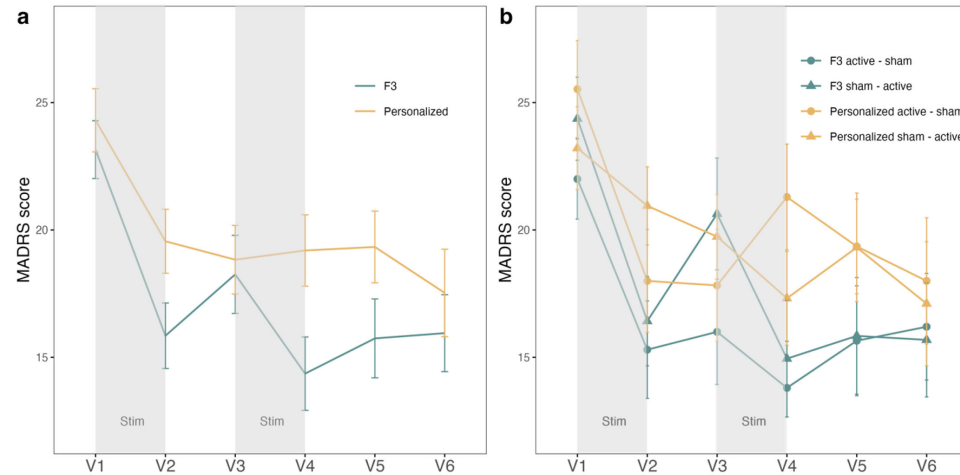 a
MADRS score
25
20
15
F3
Personalized
Stim
Stim
V1 V2 V3 V4 V5 V6
b
MADRS score
25
20
15
F3 active - sham
F3 sham - active
Personalized active - sham
Personalized sham - active
Stim
Stim
V1 V2 V3 V4 V5 V6